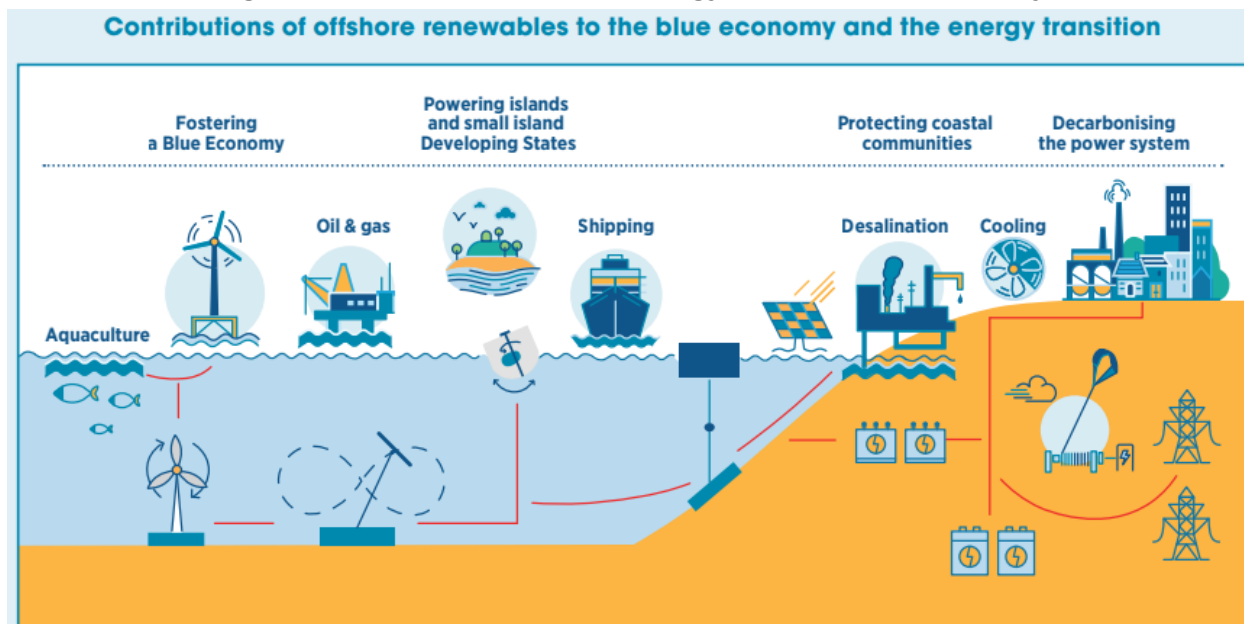 Contributions of offshore renewables to the blue economy and the energy transition
Fostering
a Blue Economy
Powering islands
and small island
Developing States
Protecting coastal
communities
Decarbonising
the power system
Oil & gas
Shipping
Desalination
Cooling
Aquaculture